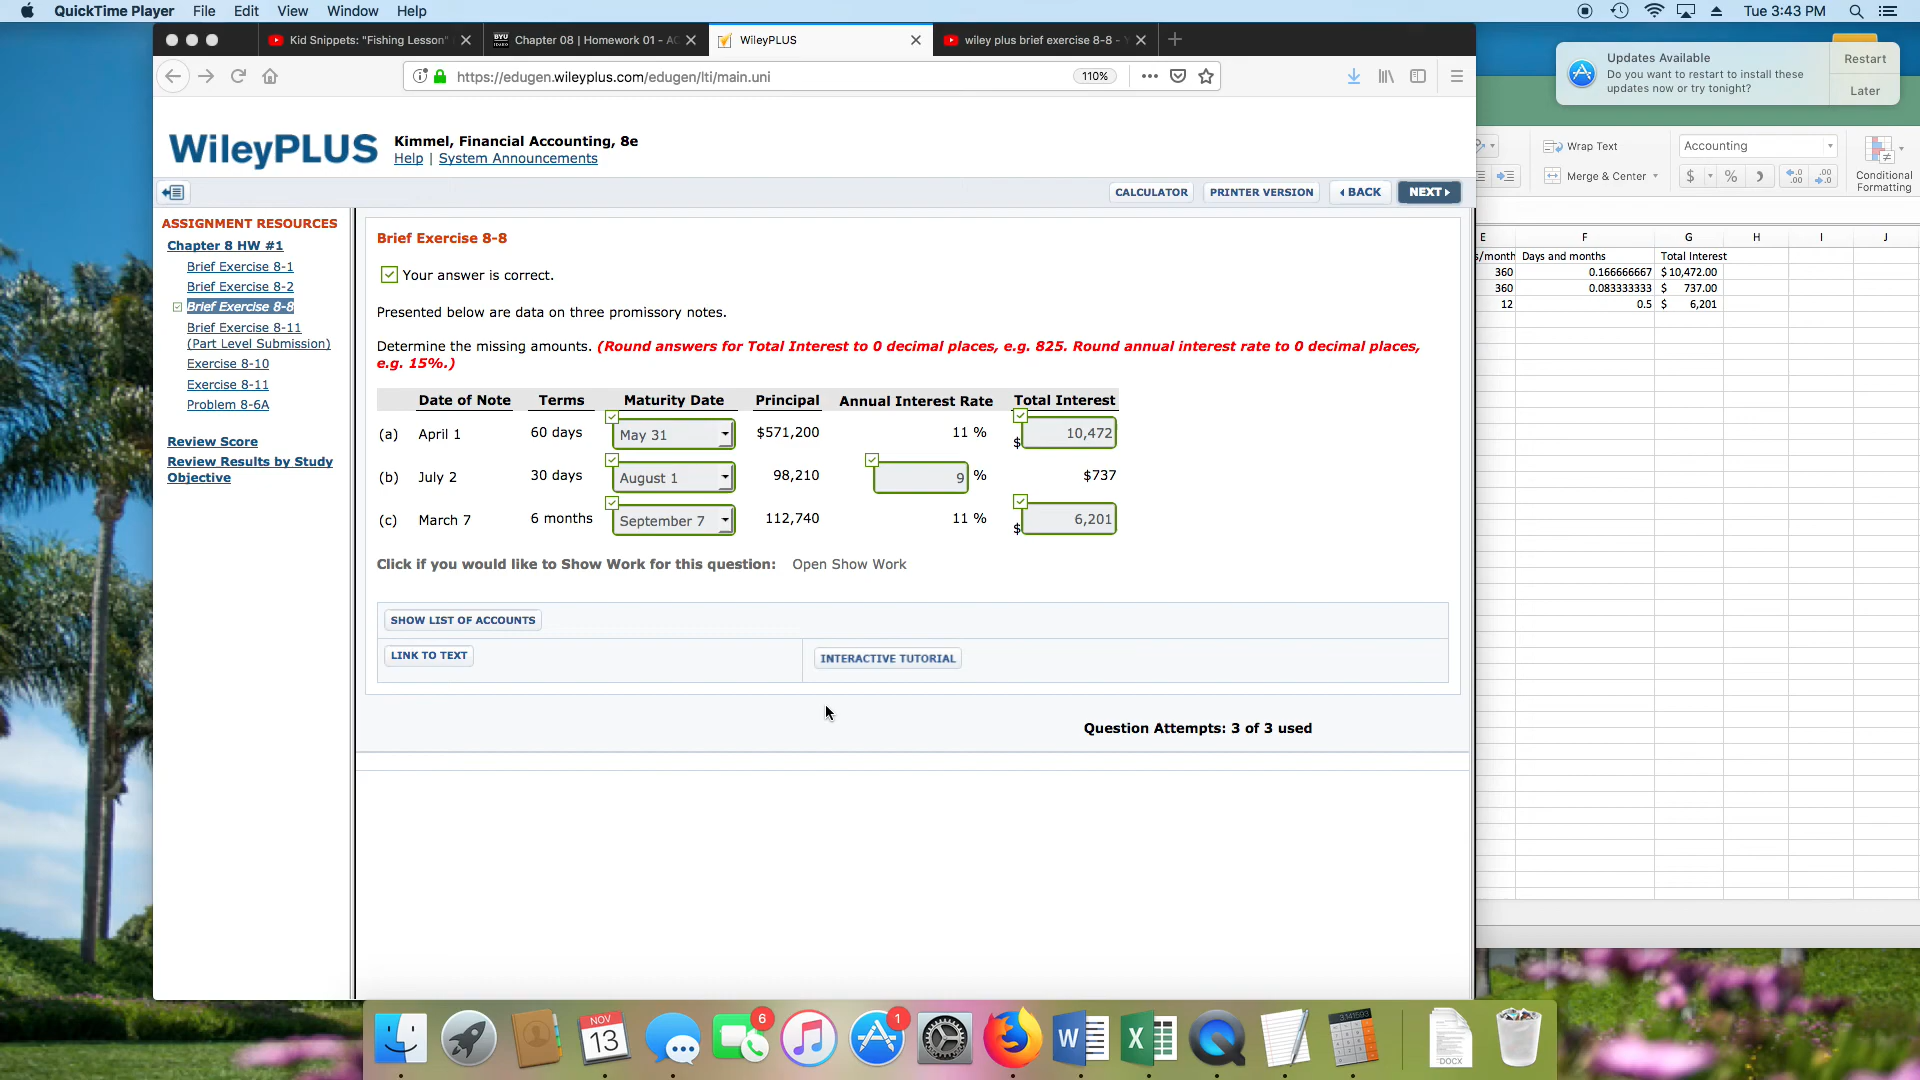 QuickTime Player File Edit View Window Help Tue 3:43 PM
Kid Snippets: "Fishing Lesson"
BYU IDAHO Chapter 08 | Homework 01 - AC
WileyPLUS
wiley plus brief exercise 8-8 -
https://edugen.wileyplus.com/edugen/lti/main.uni 110%
Updates Available
Do you want to restart to install these
updates now or try tonight?
Restart
Later
WileyPLUS
Kimmel, Financial Accounting, 8e
Help | System Announcements
CALCULATOR PRINTER VERSION BACK NEXT
ASSIGNMENT RESOURCES
Chapter 8 HW #1
Brief Exercise 8-1
Brief Exercise 8-2
Brief Exercise 8-8
Brief Exercise 8-11
(Part Level Submission)
Exercise 8-10
Exercise 8-11
Problem 8-6A
Review Score
Review Results by Study
Objective
Brief Exercise 8-8
Your answer is correct.
Presented below are data on three promissory notes.
Determine the missing amounts. (Round answers for Total Interest to 0 decimal places, e.g. 825. Round annual interest rate to 0 decimal places,
e.g. 15%.)
Date of Note Terms Maturity Date Principal Annual Interest Rate Total Interest
(a) April 1 60 days May 31 $571,200 11 % $ 10,472
(b) July 2 30 days August 1 98,210 9 % $737
(c) March 7 6 months September 7 112,740 11 % $ 6,201
Click if you would like to Show Work for this question: Open Show Work
SHOW LIST OF ACCOUNTS
LINK TO TEXT INTERACTIVE TUTORIAL
Question Attempts: 3 of 3 used
Wrap Text
Merge & Center
Accounting
$ % .00 .00
Conditional
Formatting
E F G H I J
s/month Days and months Total Interest
360 0.166666667 $ 10,472.00
360 0.083333333 $ 737.00
12 0.5 $ 6,201
NOV
13
6
1
DOCX